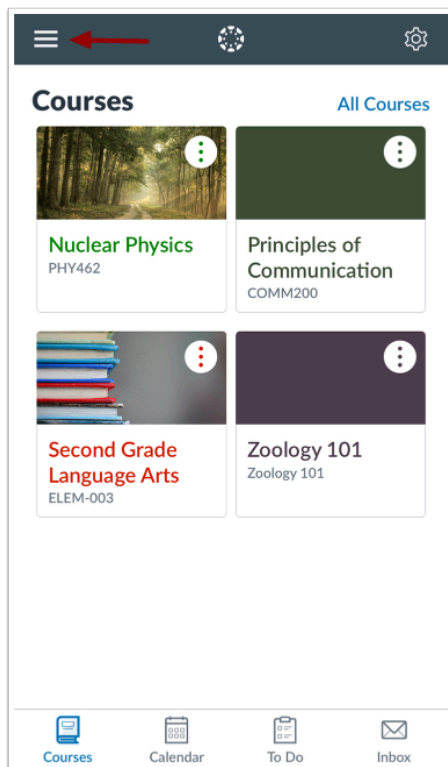 Courses
All Courses
Nuclear Physics
PHY462
Principles of
Communication
COMM200
Second Grade
Language Arts
ELEM-003
Zoology 101
Zoology 101
Courses
Calendar
To Do
Inbox